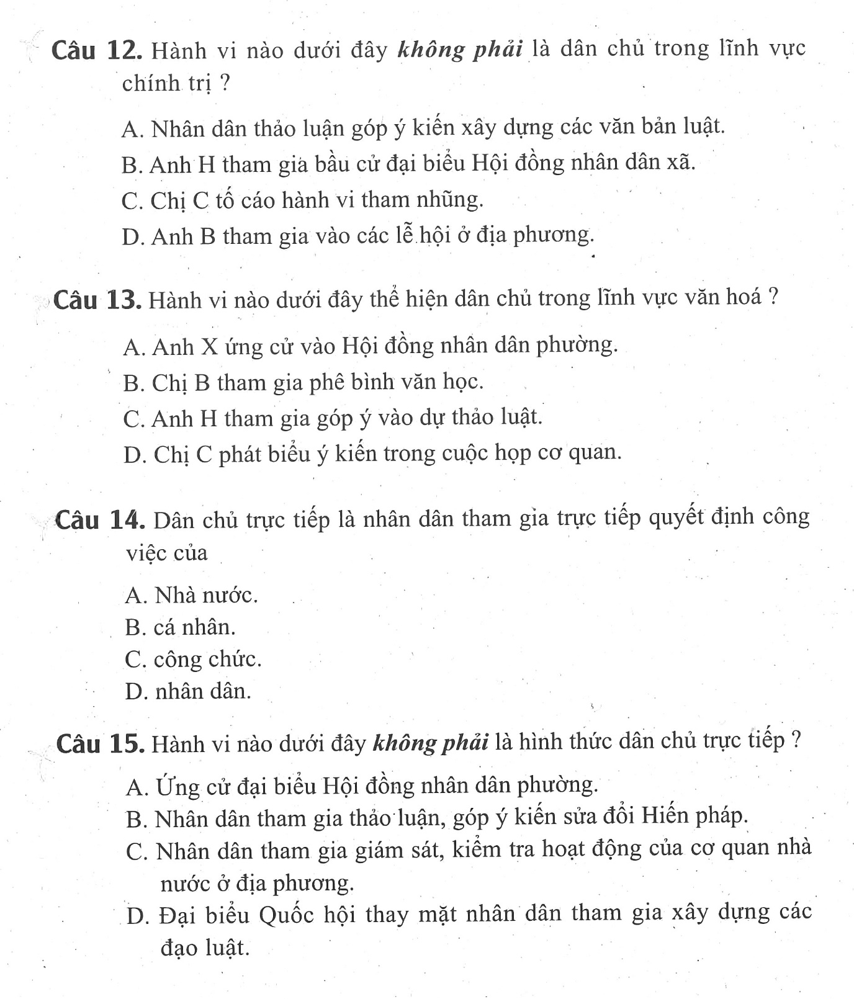 Câu 12. Hành vi nào dưới đây không phải là dân chủ trong lĩnh vực
chính trị ?
A. Nhân dân thảo luận góp ý kiến xây dựng các văn bản luật.
B. Anh H tham gia bầu cử đại biểu Hội đồng nhân dân xã.
C. Chị C tố cáo hành vi tham nhũng.
D. Anh B tham gia vào các lễ hội ở địa phương.
Câu 13. Hành vi nào dưới đây thể hiện dân chủ trong lĩnh vực văn hoá ?
A. Anh X ứng cử vào Hội đồng nhân dân phường.
B. Chị B tham gia phê bình văn học.
C. Anh H tham gia góp ý vào dự thảo luật.
D. Chị C phát biểu ý kiến trong cuộc họp cơ quan.
Câu 14. Dân chủ trực tiếp là nhân dân tham gia trực tiếp quyết định công
việc của
A. Nhà nước.
B. cá nhân.
C. công chức.
D. nhân dân.
Câu 15. Hành vi nào dưới đây không phải là hình thức dân chủ trực tiếp ?
A. Ứng cử đại biểu Hội đồng nhân dân phường.
B. Nhân dân tham gia thảo luận, góp ý kiến sửa đổi Hiến pháp.
C. Nhân dân tham gia giám sát, kiểm tra hoạt động của cơ quan nhà
nước ở địa phương.
D. Đại biểu Quốc hội thay mặt nhân dân tham gia xây dựng các
đạo luật.